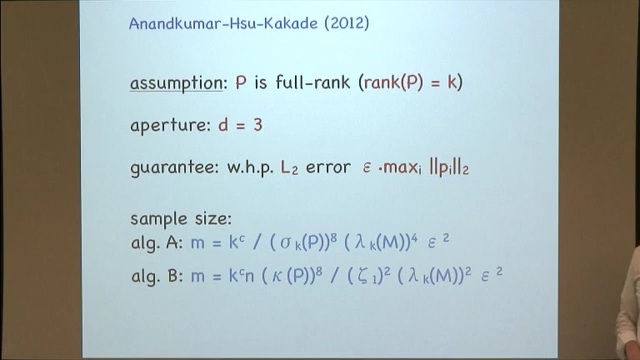 Anandkumar-Hsu-Kakade (2012)
assumption: P is full-rank (rank(P) = k)
aperture: d = 3
guarantee: w.h.p. L₂ error ε ·maxᵢ ||pᵢ||₂
sample size:
alg. A: m = kᶜ / ( σₖ(P))⁸ ( λₖ(M))⁴ ε ²
alg. B: m = kᶜn ( κ(P))⁸ / ( ζ₁)² ( λₖ(M))² ε ²